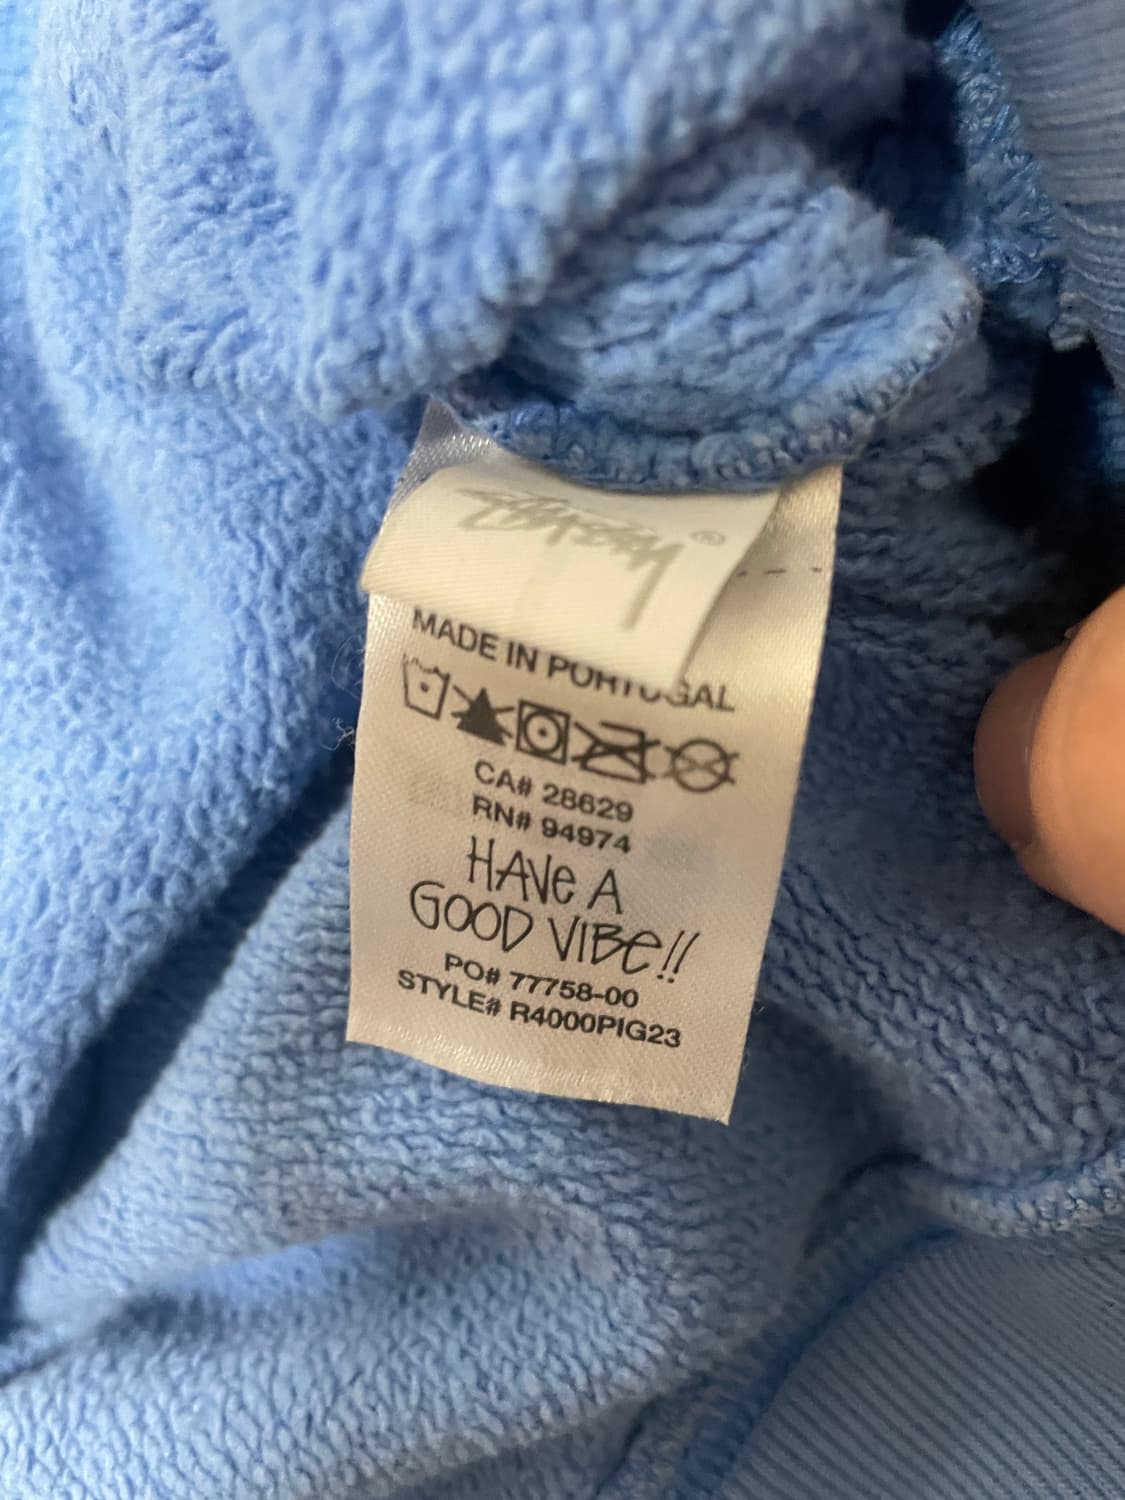 Stüssy ®
MADE IN PORTUGAL
CA# 28629
RN# 94974
HAVE A
GOOD VIBE!!
PO# 77758-00
STYLE# R4000PIG23